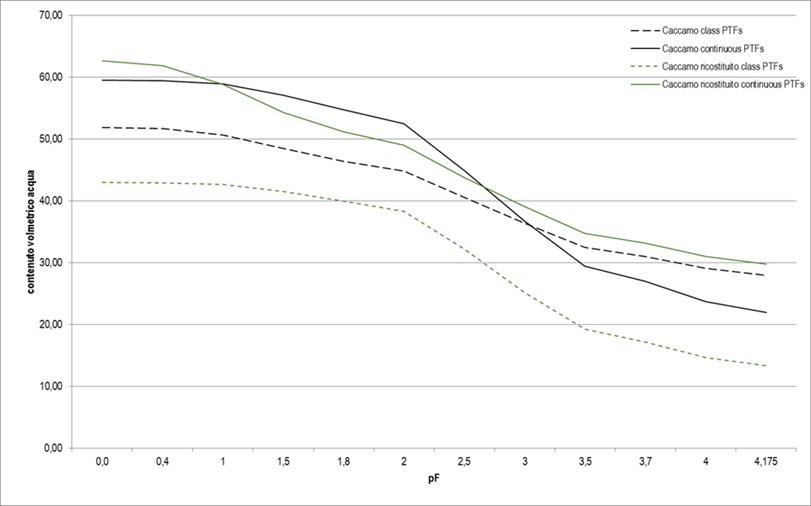 70,00
60,00
50,00
40,00
30,00
20,00
10,00
0,00
contenuto volmetrico acqua
Caccamo class PTFs
Caccamo continuous PTFs
Caccamo ricostituito class PTFs
Caccamo ricostituito continuous PTFs
0,0 0,4 1 1,5 1,8 2 2,5 3 3,5 3,7 4 4,175
pF